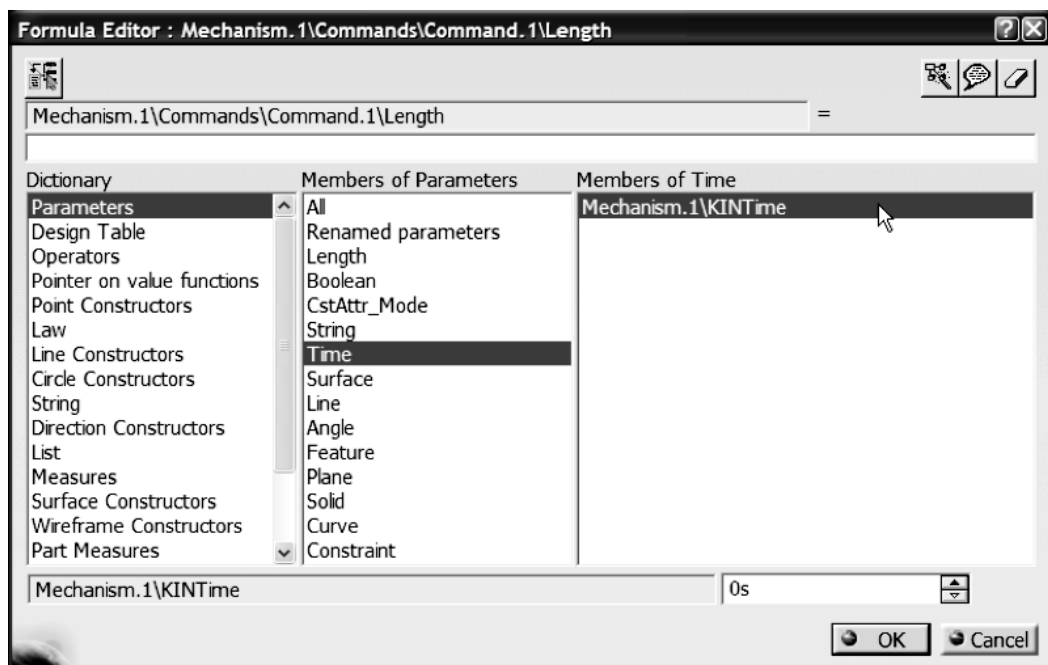 Formula Editor : Mechanism.1\Commands\Command.1\Length
Mechanism.1\Commands\Command.1\Length =
Dictionary
Parameters
Design Table
Operators
Pointer on value functions
Point Constructors
Law
Line Constructors
Circle Constructors
String
Direction Constructors
List
Measures
Surface Constructors
Wireframe Constructors
Part Measures
Members of Parameters
All
Renamed parameters
Length
Boolean
CstAttr_Mode
String
Time
Surface
Line
Angle
Feature
Plane
Solid
Curve
Constraint
Members of Time
Mechanism.1\KINTime
Mechanism.1\KINTime
0s
OK
Cancel